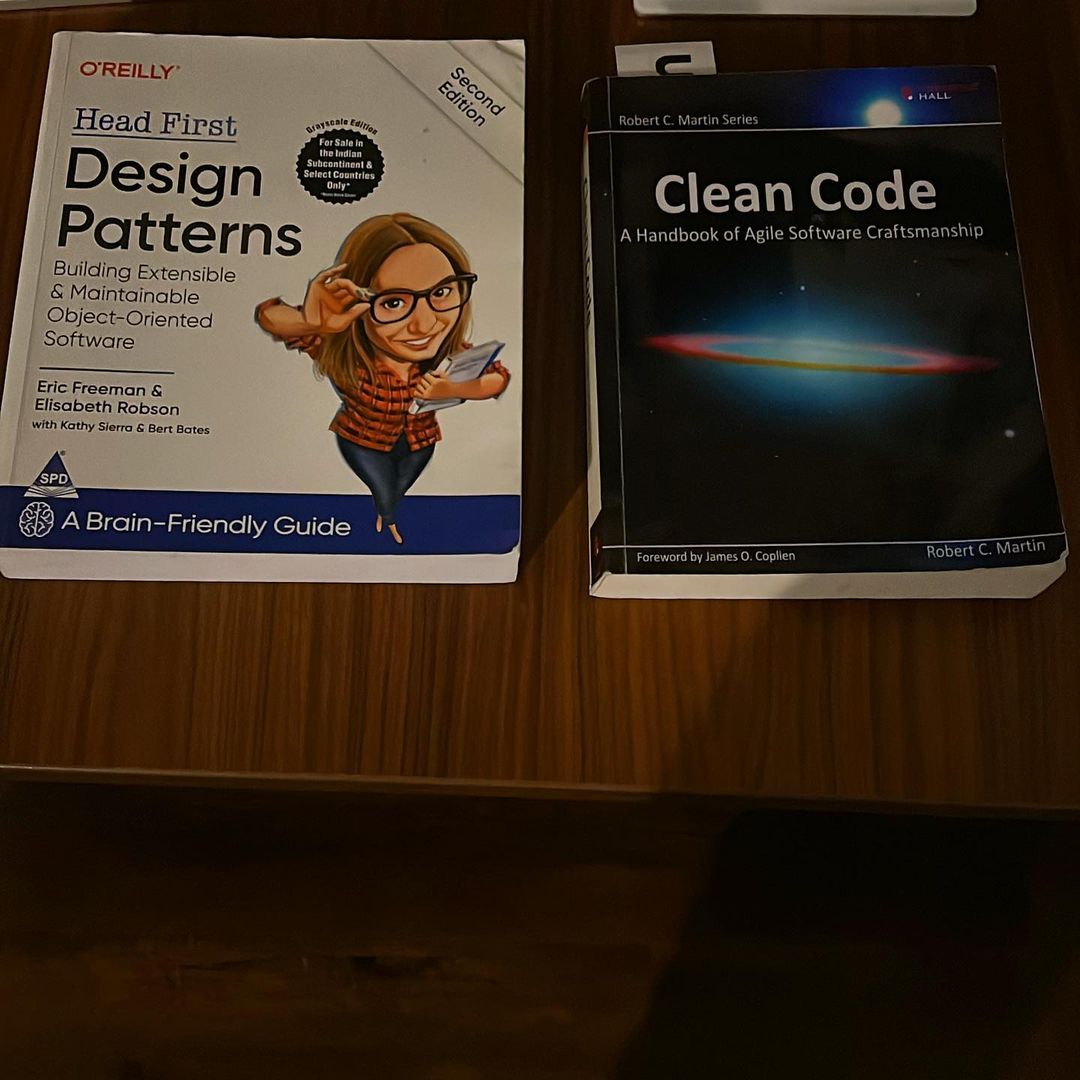 O'REILLY®
Second
Edition
Head First
Design
Patterns
Grayscale Edition
For Sale in
the Indian
Subcontinent &
Select Countries
Only*
Building Extensible
& Maintainable
Object-Oriented
Software
Eric Freeman &
Elisabeth Robson
with Kathy Sierra & Bert Bates
SPD
A Brain-Friendly Guide
HALL
Robert C. Martin Series
Clean Code
A Handbook of Agile Software Craftsmanship
Foreword by James O. Coplien
Robert C. Martin